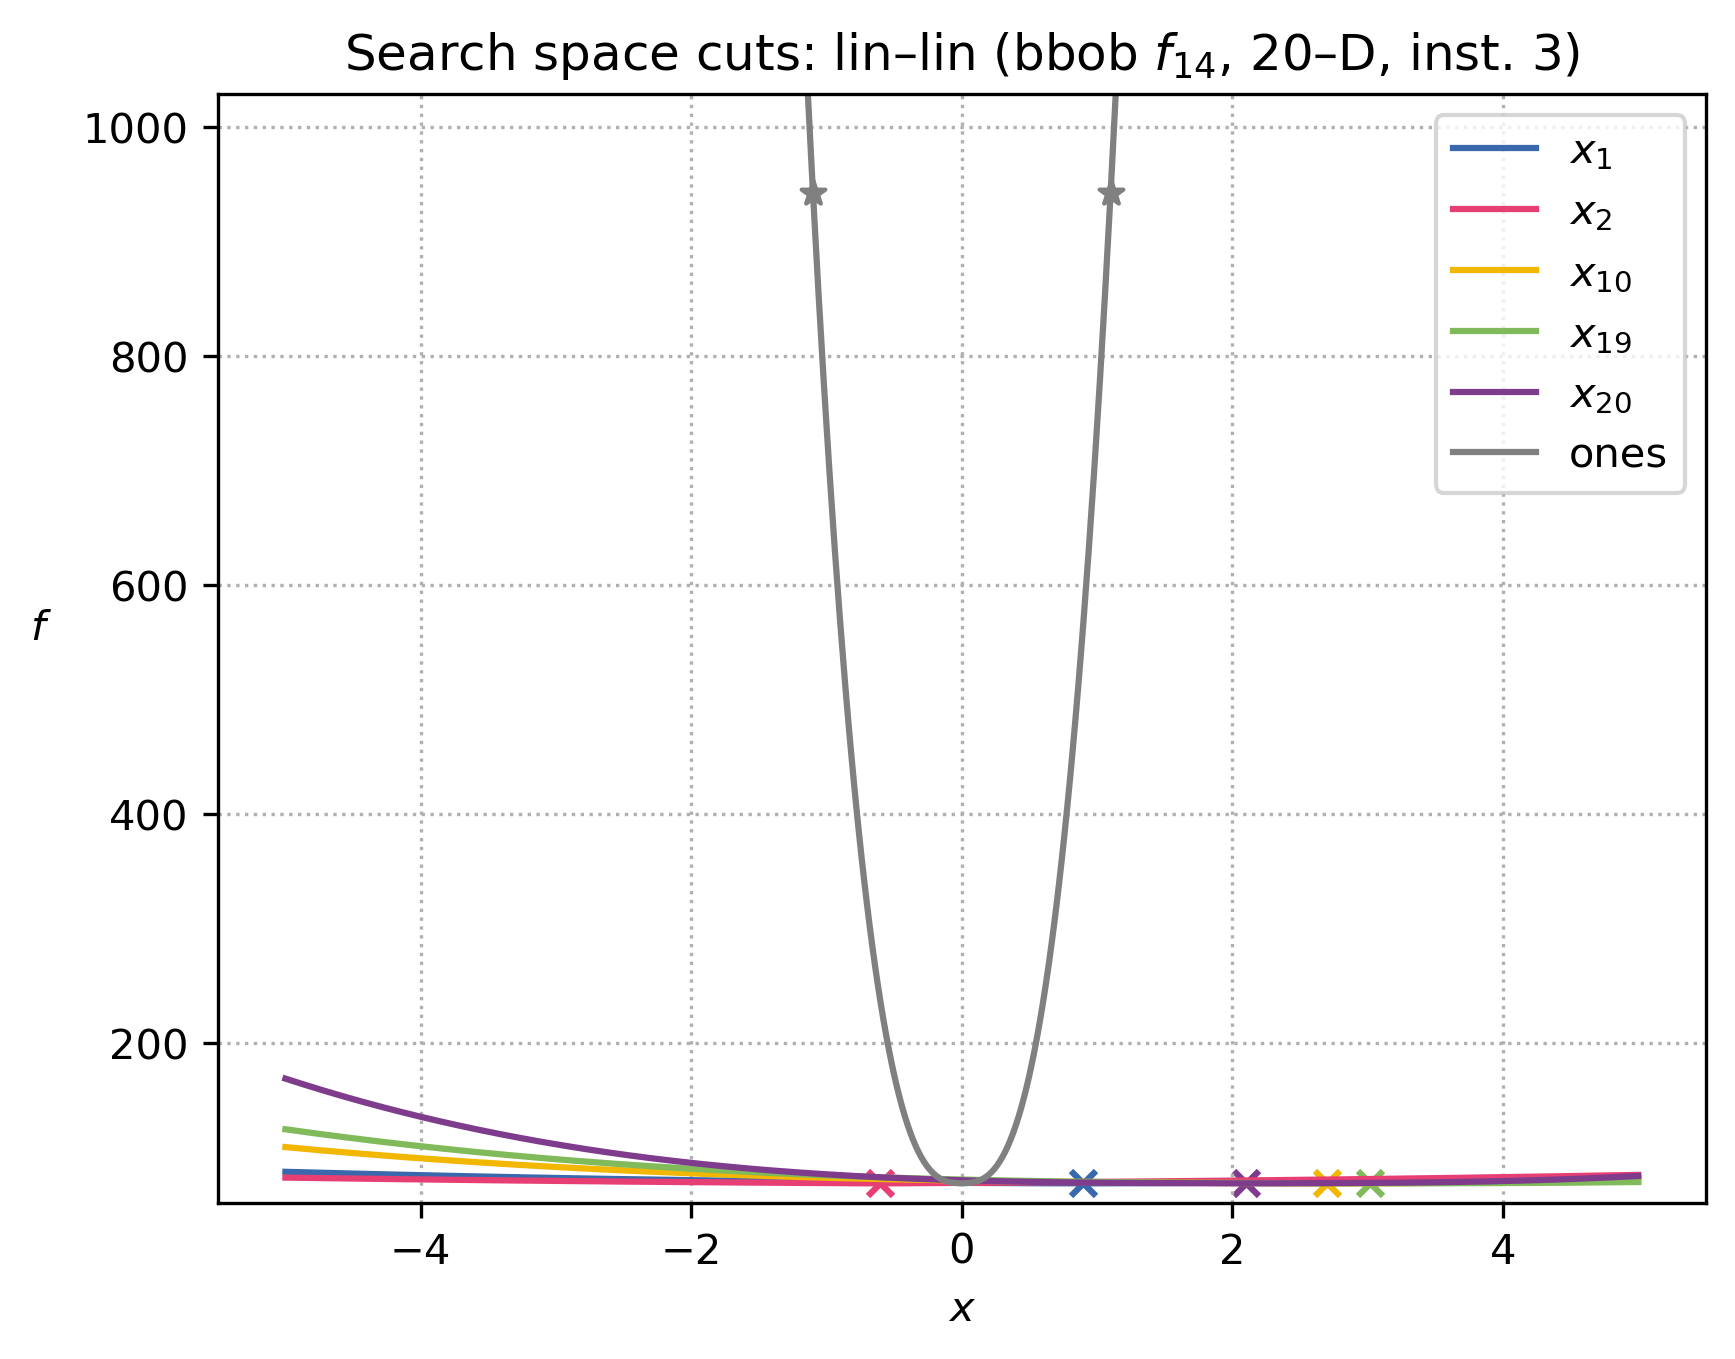 Search space cuts: lin–lin (bbob f₁₄, 20–D, inst. 3)
1000
800
600
400
200
f
−4
−2
0
2
4
x
x₁
x₂
x₁₀
x₁₉
x₂₀
ones